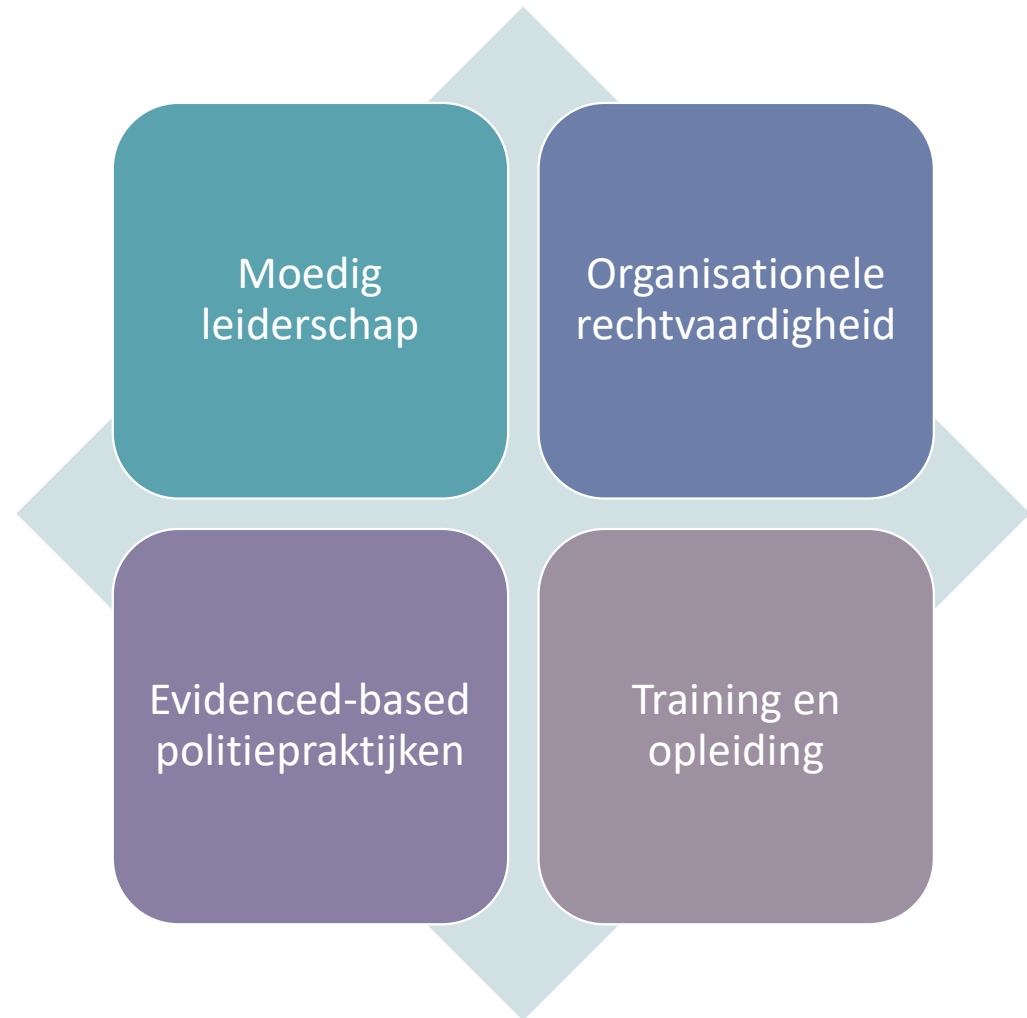 Moedig
leiderschap
Organisationele
rechtvaardigheid
Evidenced-based
politiepraktijken
Training en
opleiding